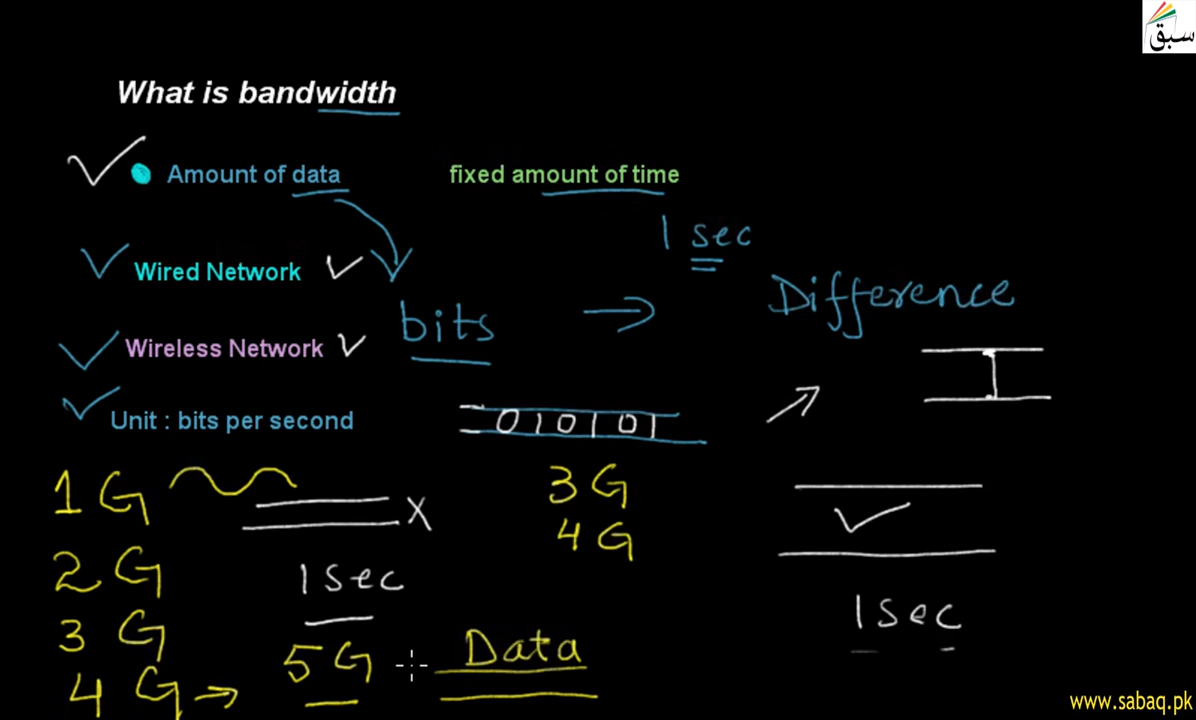 سبق
What is bandwidth
Amount of data fixed amount of time
1 sec
Wired Network
Difference
bits
Wireless Network
Unit : bits per second
010101
1G
x
3G
4G
2G
1sec
1sec
3G
5G
Data
4G
www.sabaq.pk